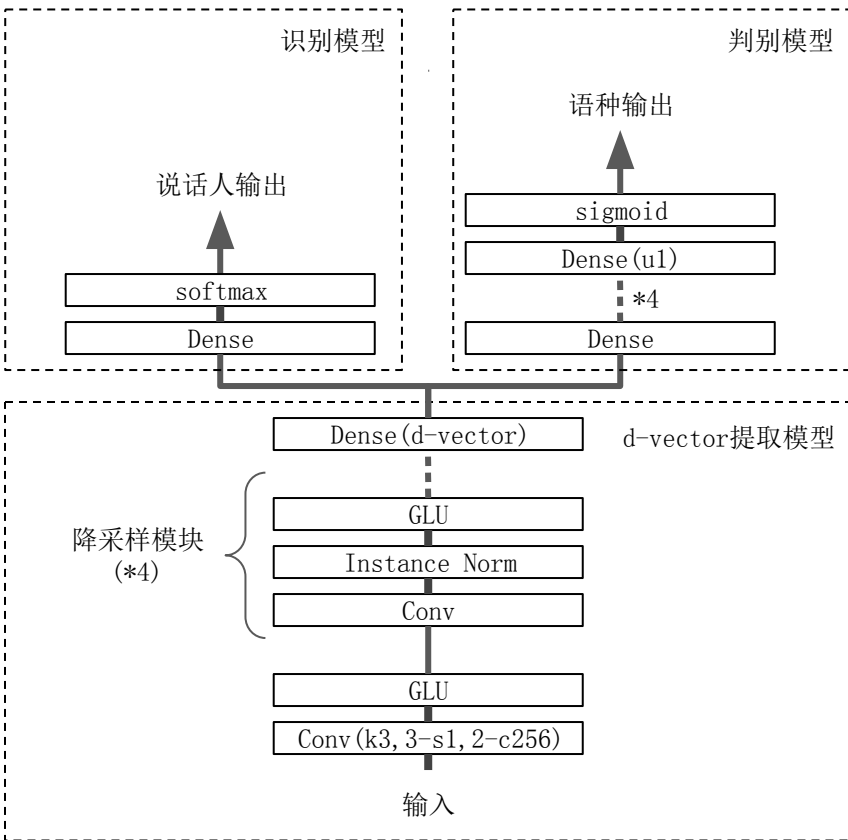 识别模型
说话人输出
softmax
Dense
判别模型
语种输出
sigmoid
Dense(u1)
*4
Dense
Dense(d-vector)
d-vector提取模型
GLU
Instance Norm
Conv
降采样模块
(*4)
GLU
Conv(k3,3-s1,2-c256)
输入